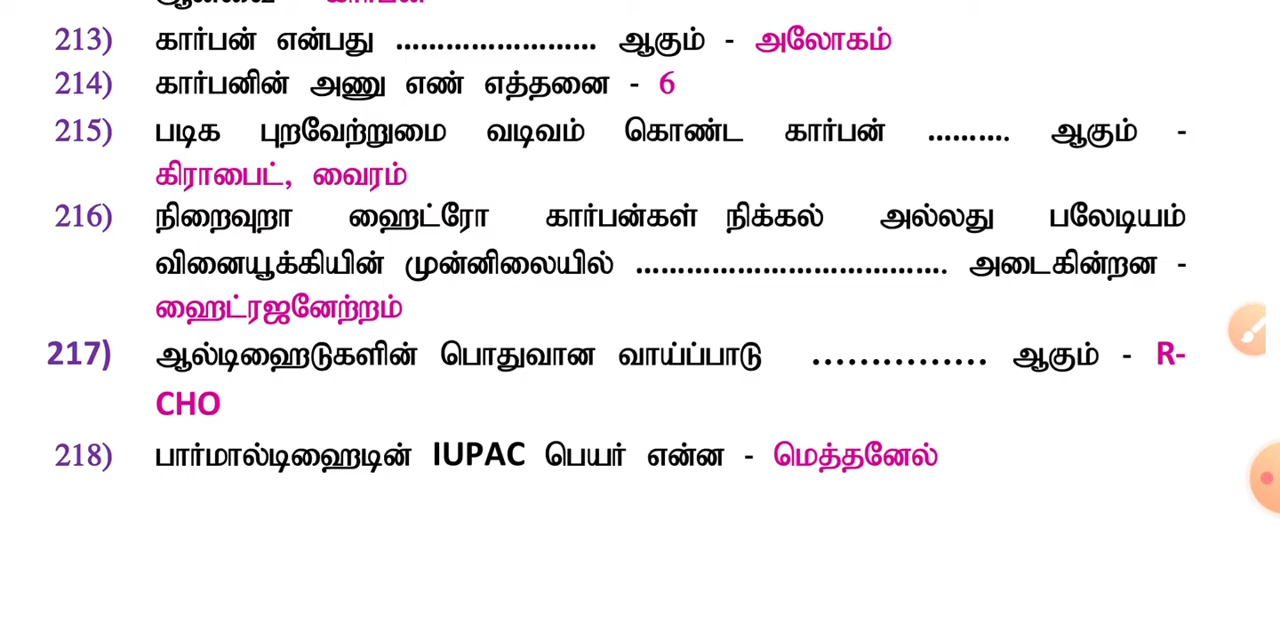 213) கார்பன் என்பது ........................ ஆகும் - அலோகம்
214) கார்பனின் அணு எண் எத்தனை - 6
215) படிக புறவேற்றுமை வடிவம் கொண்ட கார்பன் .......... ஆகும் -
கிராபைட், வைரம்
216) நிறைவுறா ஹைட்ரோ கார்பன்கள் நிக்கல் அல்லது பலேடியம்
வினையூக்கியின் முன்னிலையில் ..................................... அடைகின்றன -
ஹைட்ரஜனேற்றம்
217) ஆல்டிஹைடுகளின் பொதுவான வாய்ப்பாடு ............... ஆகும் - R-
CHO
218) பார்மால்டிஹைடின் IUPAC பெயர் என்ன - மெத்தனேல்